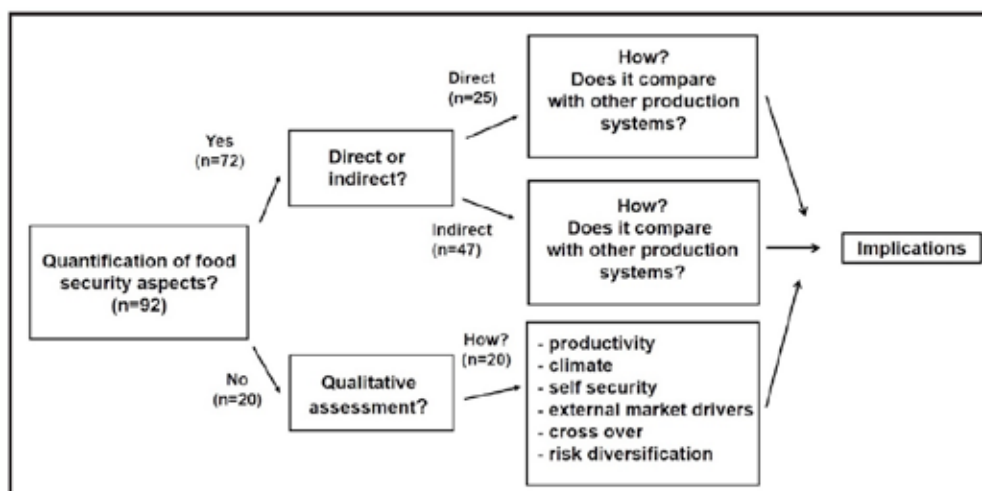 Quantification of food
security aspects?
(n=92)
Yes
(n=72)
No
(n=20)
Direct or
indirect?
Qualitative
assessment?
Direct
(n=25)
Indirect
(n=47)
How?
(n=20)
How?
Does it compare
with other production
systems?
How?
Does it compare
with other production
systems?
- productivity
- climate
- self security
- external market drivers
- cross over
- risk diversification
Implications